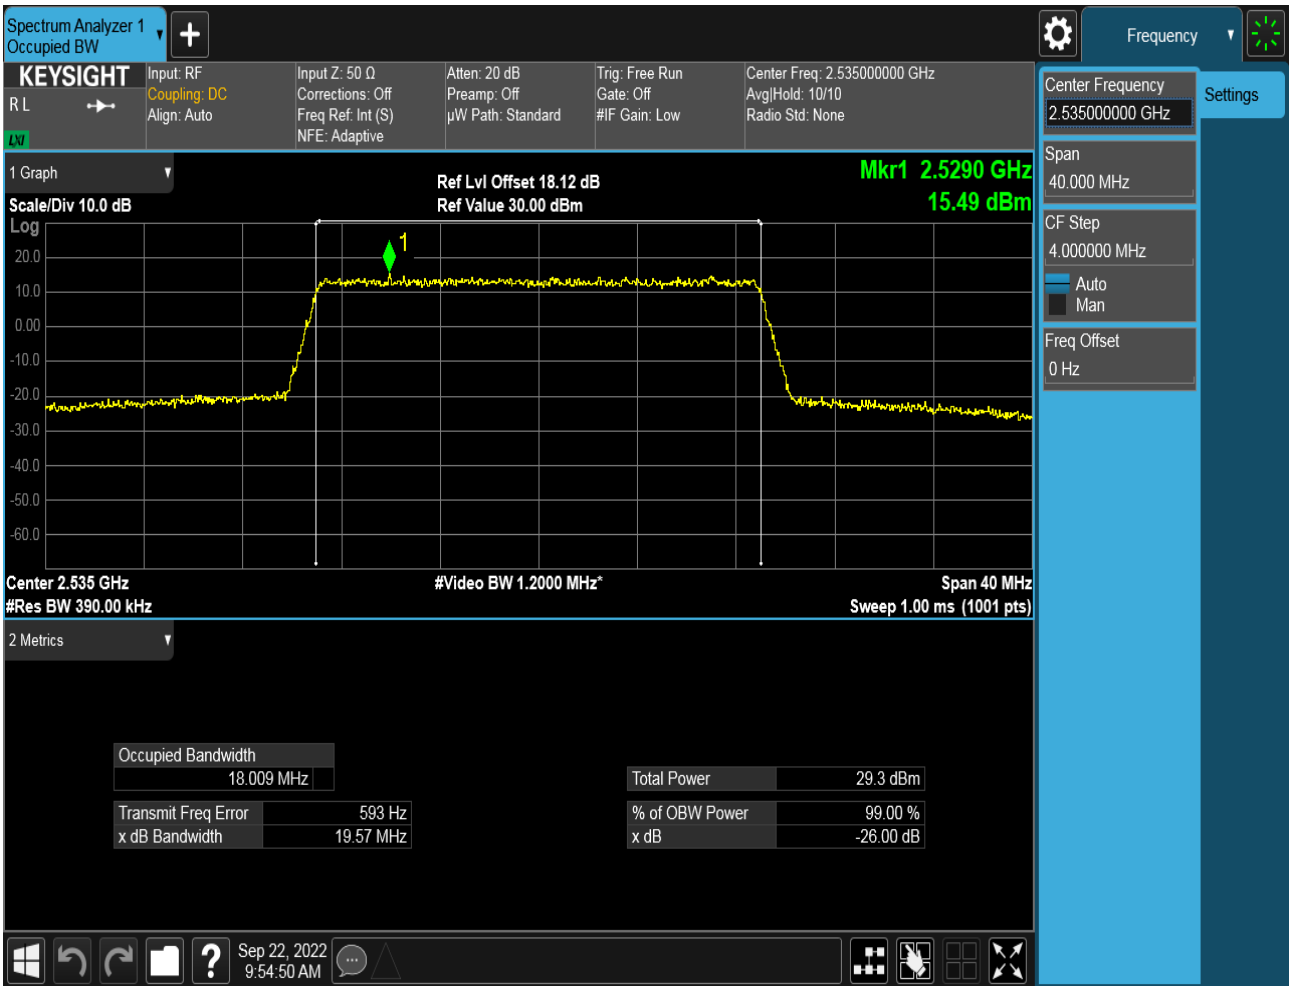 Spectrum Analyzer 1
Occupied BW
Frequency
KEYSIGHT
R L
LXI
Input: RF
Coupling: DC
Align: Auto
Input Z: 50 Ω
Corrections: Off
Freq Ref: Int (S)
NFE: Adaptive
Atten: 20 dB
Preamp: Off
µW Path: Standard
Trig: Free Run
Gate: Off
#IF Gain: Low
Center Freq: 2.535000000 GHz
Avg|Hold: 10/10
Radio Std: None
Center Frequency
2.535000000 GHz
Settings
Span
40.000 MHz
CF Step
4.000000 MHz
Auto
Man
Freq Offset
0 Hz
1 Graph
Scale/Div 10.0 dB
Ref Lvl Offset 18.12 dB
Ref Value 30.00 dBm
Mkr1 2.5290 GHz
15.49 dBm
Log
1
20.0
10.0
0.00
-10.0
-20.0
-30.0
-40.0
-50.0
-60.0
Center 2.535 GHz
#Video BW 1.2000 MHz*
Span 40 MHz
#Res BW 390.00 kHz
Sweep 1.00 ms (1001 pts)
2 Metrics
Occupied Bandwidth
18.009 MHz
Total Power 29.3 dBm
Transmit Freq Error 593 Hz
% of OBW Power 99.00 %
x dB Bandwidth 19.57 MHz
x dB -26.00 dB
?
Sep 22, 2022
9:54:50 AM